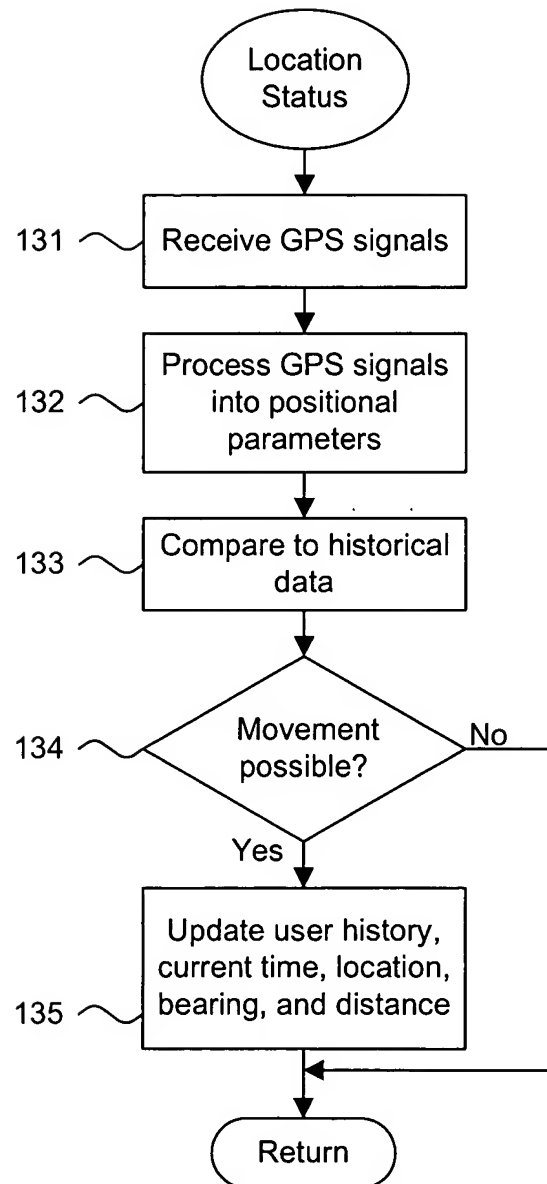 Location
Status
131
Receive GPS signals
132
Process GPS signals
into positional
parameters
133
Compare to historical
data
134
Movement
possible?
No
Yes
135
Update user history,
current time, location,
bearing, and distance
Return